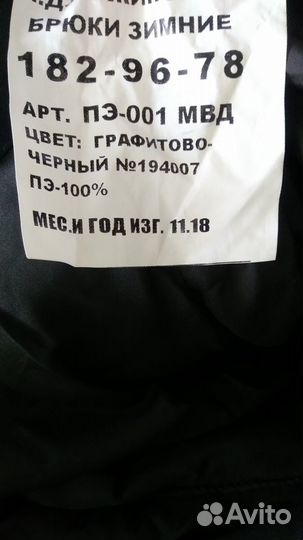 БРЮКИ ЗИМНИЕ
182-96-78
АРТ. ПЭ-001 МВД
ЦВЕТ: ГРАФИТОВО-
ЧЕРНЫЙ №194007
ПЭ-100%
МЕС.И ГОД ИЗГ. 11.18
Avito